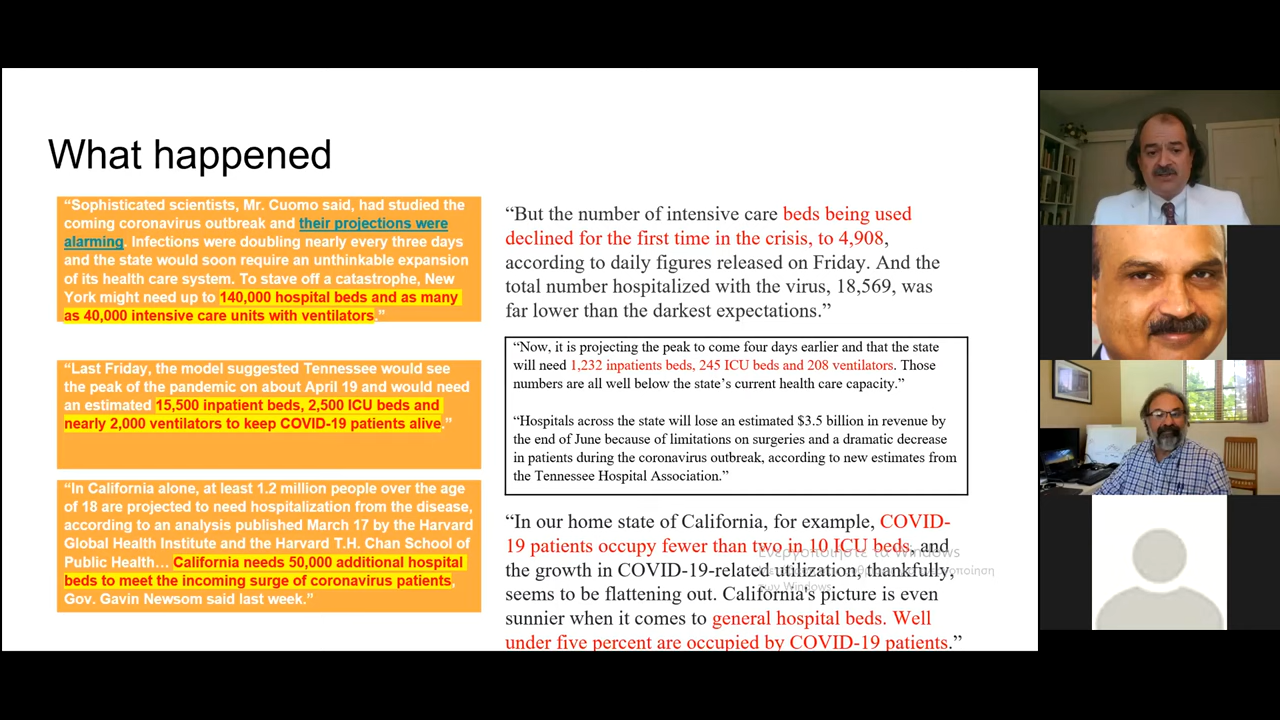 What happened
“Sophisticated scientists, Mr. Cuomo said, had studied the
coming coronavirus outbreak and their projections were
alarming. Infections were doubling nearly every three days
and the state would soon require an unthinkable expansion
of its health care system. To stave off a catastrophe, New
York might need up to 140,000 hospital beds and as many
as 40,000 intensive care units with ventilators.”
“Last Friday, the model suggested Tennessee would see
the peak of the pandemic on about April 19 and would need
an estimated 15,500 inpatient beds, 2,500 ICU beds and
nearly 2,000 ventilators to keep COVID-19 patients alive.”
“In California alone, at least 1.2 million people over the age
of 18 are projected to need hospitalization from the disease,
according to an analysis published March 17 by the Harvard
Global Health Institute and the Harvard T.H. Chan School of
Public Health… California needs 50,000 additional hospital
beds to meet the incoming surge of coronavirus patients,
Gov. Gavin Newsom said last week.”
“But the number of intensive care beds being used
declined for the first time in the crisis, to 4,908,
according to daily figures released on Friday. And the
total number hospitalized with the virus, 18,569, was
far lower than the darkest expectations.”
“Now, it is projecting the peak to come four days earlier and that the state
will need 1,232 inpatients beds, 245 ICU beds and 208 ventilators. Those
numbers are all well below the state’s current health care capacity.”
“Hospitals across the state will lose an estimated $3.5 billion in revenue by
the end of June because of limitations on surgeries and a dramatic decrease
in patients during the coronavirus outbreak, according to new estimates from
the Tennessee Hospital Association.”
“In our home state of California, for example, COVID-
19 patients occupy fewer than two in 10 ICU beds, and
the growth in COVID-19-related utilization, thankfully,
seems to be flattening out. California's picture is even
sunnier when it comes to general hospital beds. Well
under five percent are occupied by COVID-19 patients.”
Ενεργοποιήστε τα Windows
των Windows.